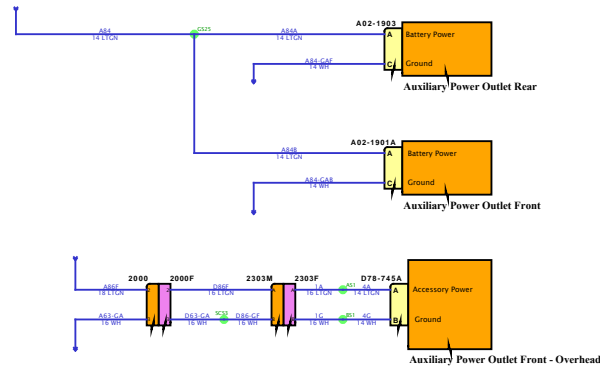 A02-1903
A84
14 LTGN
GS25
A84A
14 LTGN
A
Battery Power
A84-GAF
14 WH
C
Ground
Auxiliary Power Outlet Rear
A02-1901A
A84B
14 LTGN
A
Battery Power
A84-GAB
14 WH
C
Ground
Auxiliary Power Outlet Front
2000
2000F
2303M
2303F
D78-745A
A86F
18 LTGN
D86F
16 LTGN
1A
16 LTGN
AS1
4A
14 LTGN
A
Accessory Power
A63-GA
16 WH
D63-GA
16 WH
SCS3
D86-GF
16 WH
1G
16 WH
BS1
4G
14 WH
B
Ground
Auxiliary Power Outlet Front - Overhead